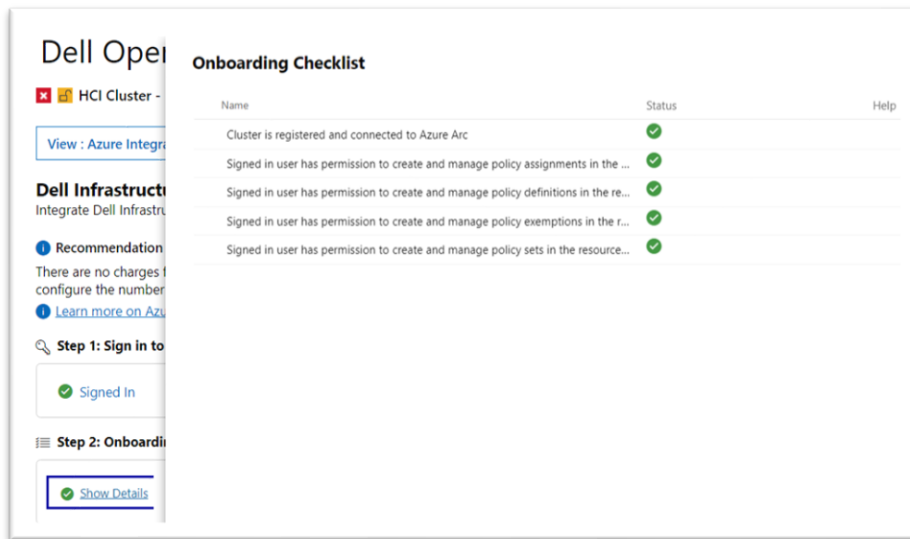 Dell Oper
HCI Cluster -
View : Azure Integra
Dell Infrastructu
Integrate Dell Infrastru
Recommendation
There are no charges f
configure the number
Learn more on Azu
Step 1: Sign in to
Signed In
Step 2: Onboardin
Show Details
Onboarding Checklist
Name Status Help
Cluster is registered and connected to Azure Arc
Signed in user has permission to create and manage policy assignments in the ...
Signed in user has permission to create and manage policy definitions in the re...
Signed in user has permission to create and manage policy exemptions in the r...
Signed in user has permission to create and manage policy sets in the resource...